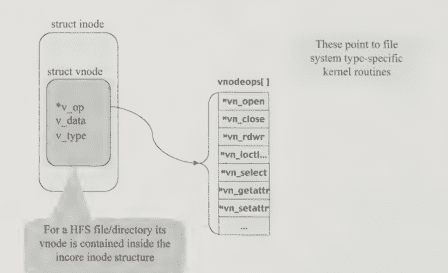 struct inode
struct vnode
*v_op
v_data
v_type
For a HFS file/directory its
vnode is contained inside the
incore inode structure
vnodeops[ ]
*vn_open
*vn_close
*vn_rdwr
*vn_ioctl...
*vn_select
*vn_getattr
*vn_setattr
...
These point to file
system type-specific
kernel routines